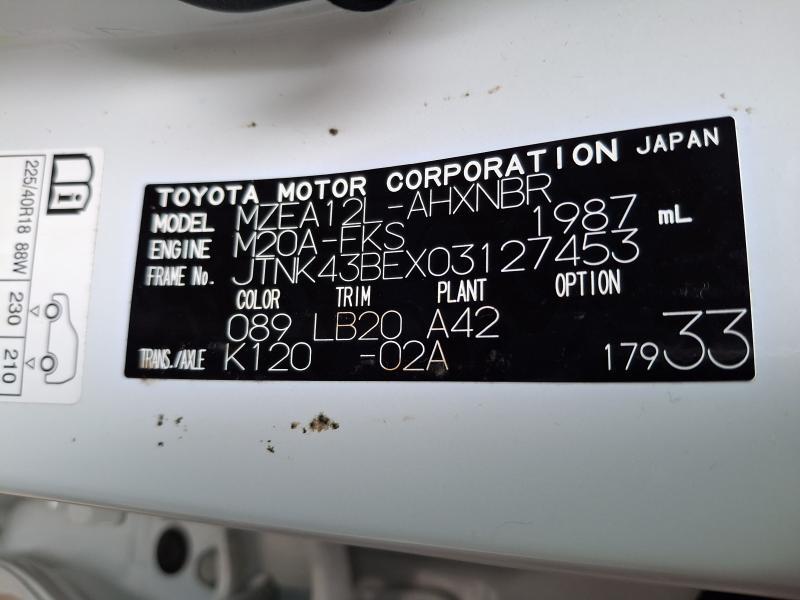 TOYOTA MOTOR CORPORATION JAPAN
MODEL MZEA12L-AHXNBR
ENGINE M20A-FKS 1987 mL
FRAME No. JTNK43BEX03127453
COLOR TRIM PLANT OPTION
089 LB20 A42
TRANS./AXLE K120 -02A 17933
225/40R18 88W 230 210